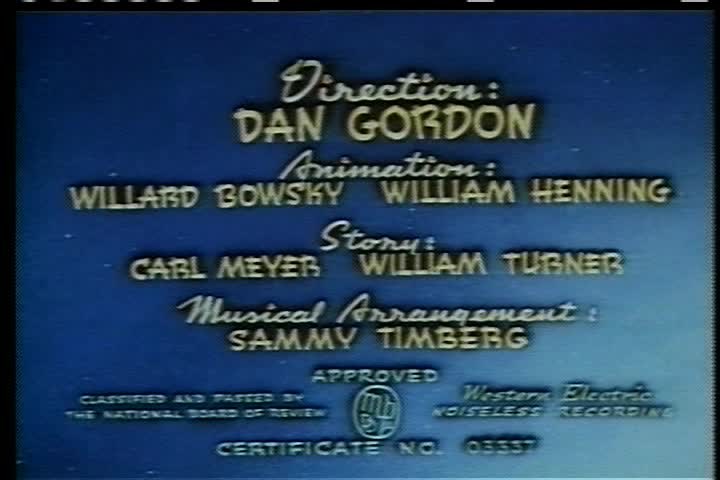 Direction:
DAN GORDON
Animation:
WILLARD BOWSKY WILLIAM HENNING
Story:
CARL MEYER WILLIAM TURNER
Musical Arrangement:
SAMMY TIMBERG
APPROVED
CLASSIFIED AND PASSED BY
THE NATIONAL BOARD OF REVIEW
Western Electric
NOISELESS RECORDING
CERTIFICATE NO. 03337